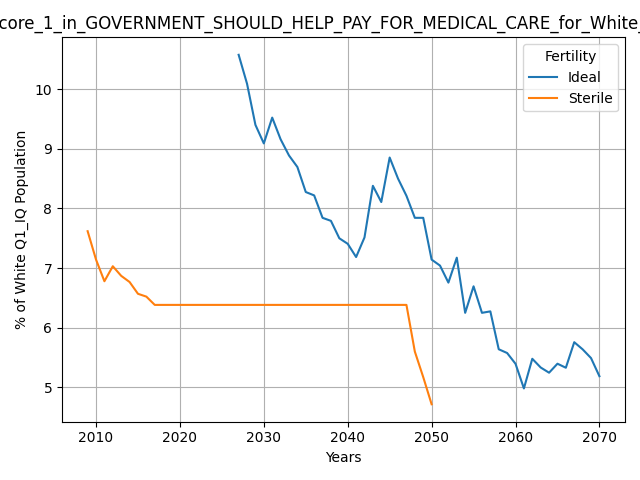 core_1_in_GOVERNMENT_SHOULD_HELP_PAY_FOR_MEDICAL_CARE_for_White_
Fertility
Ideal
Sterile
% of White Q1_IQ Population
10
9
8
7
6
5
2010 2020 2030 2040 2050 2060 2070
Years